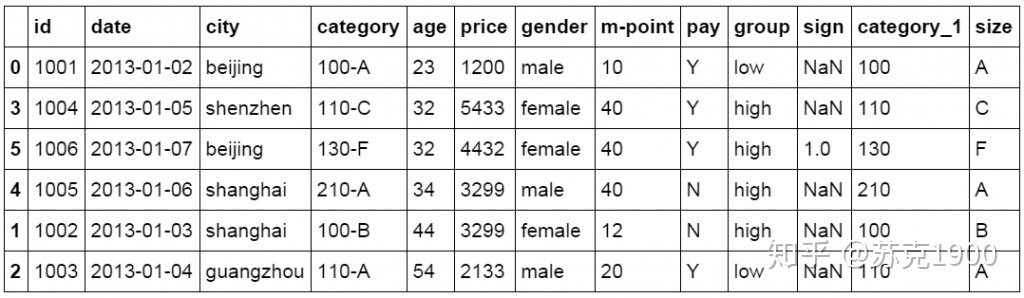 id date city category age price gender m-point pay group sign category_1 size
0 1001 2013-01-02 beijing 100-A 23 1200 male 10 Y low NaN 100 A
3 1004 2013-01-05 shenzhen 110-C 32 5433 female 40 Y high NaN 110 C
5 1006 2013-01-07 beijing 130-F 32 4432 female 40 Y high 1.0 130 F
4 1005 2013-01-06 shanghai 210-A 34 3299 male 40 N high NaN 210 A
1 1002 2013-01-03 shanghai 100-B 44 3299 female 12 N high NaN 100 B
2 1003 2013-01-04 guangzhou 110-A 54 2133 male 20 Y low NaN 110 A
知乎 @苏克1900